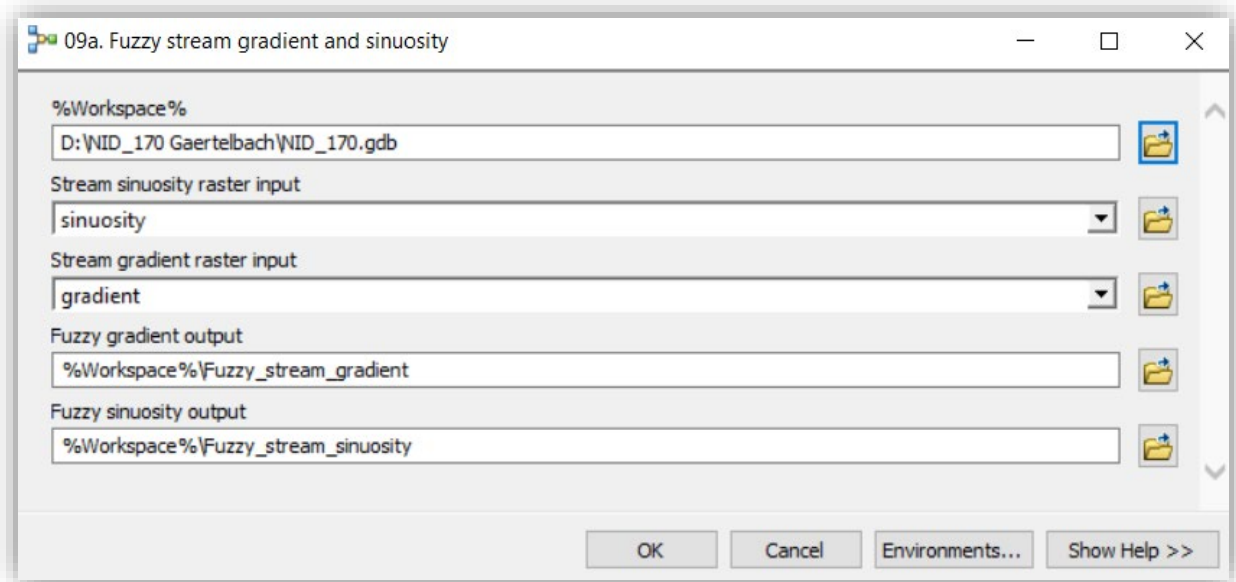 09a. Fuzzy stream gradient and sinuosity
%Workspace%
D:\NID_170 Gaertelbach\NID_170.gdb
Stream sinuosity raster input
sinuosity
Stream gradient raster input
gradient
Fuzzy gradient output
%Workspace%\Fuzzy_stream_gradient
Fuzzy sinuosity output
%Workspace%\Fuzzy_stream_sinuosity
OK Cancel Environments... Show Help >>